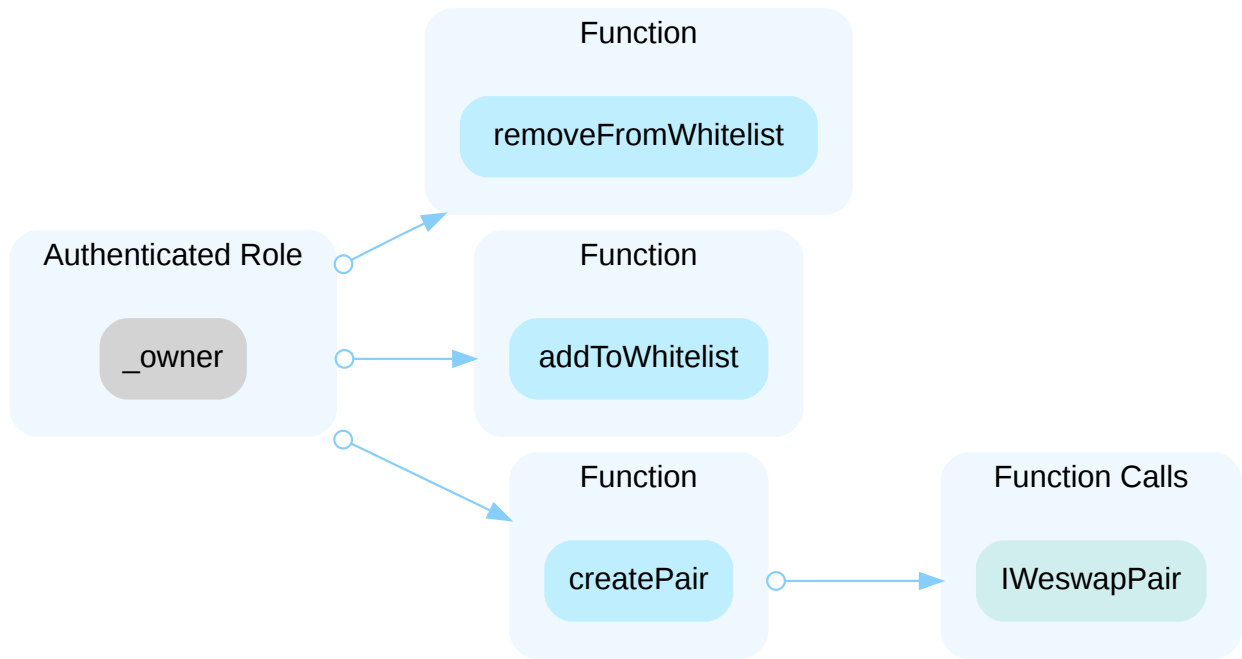 Function
removeFromWhitelist
Authenticated Role
_owner
Function
addToWhitelist
Function
createPair
Function Calls
IWeswapPair